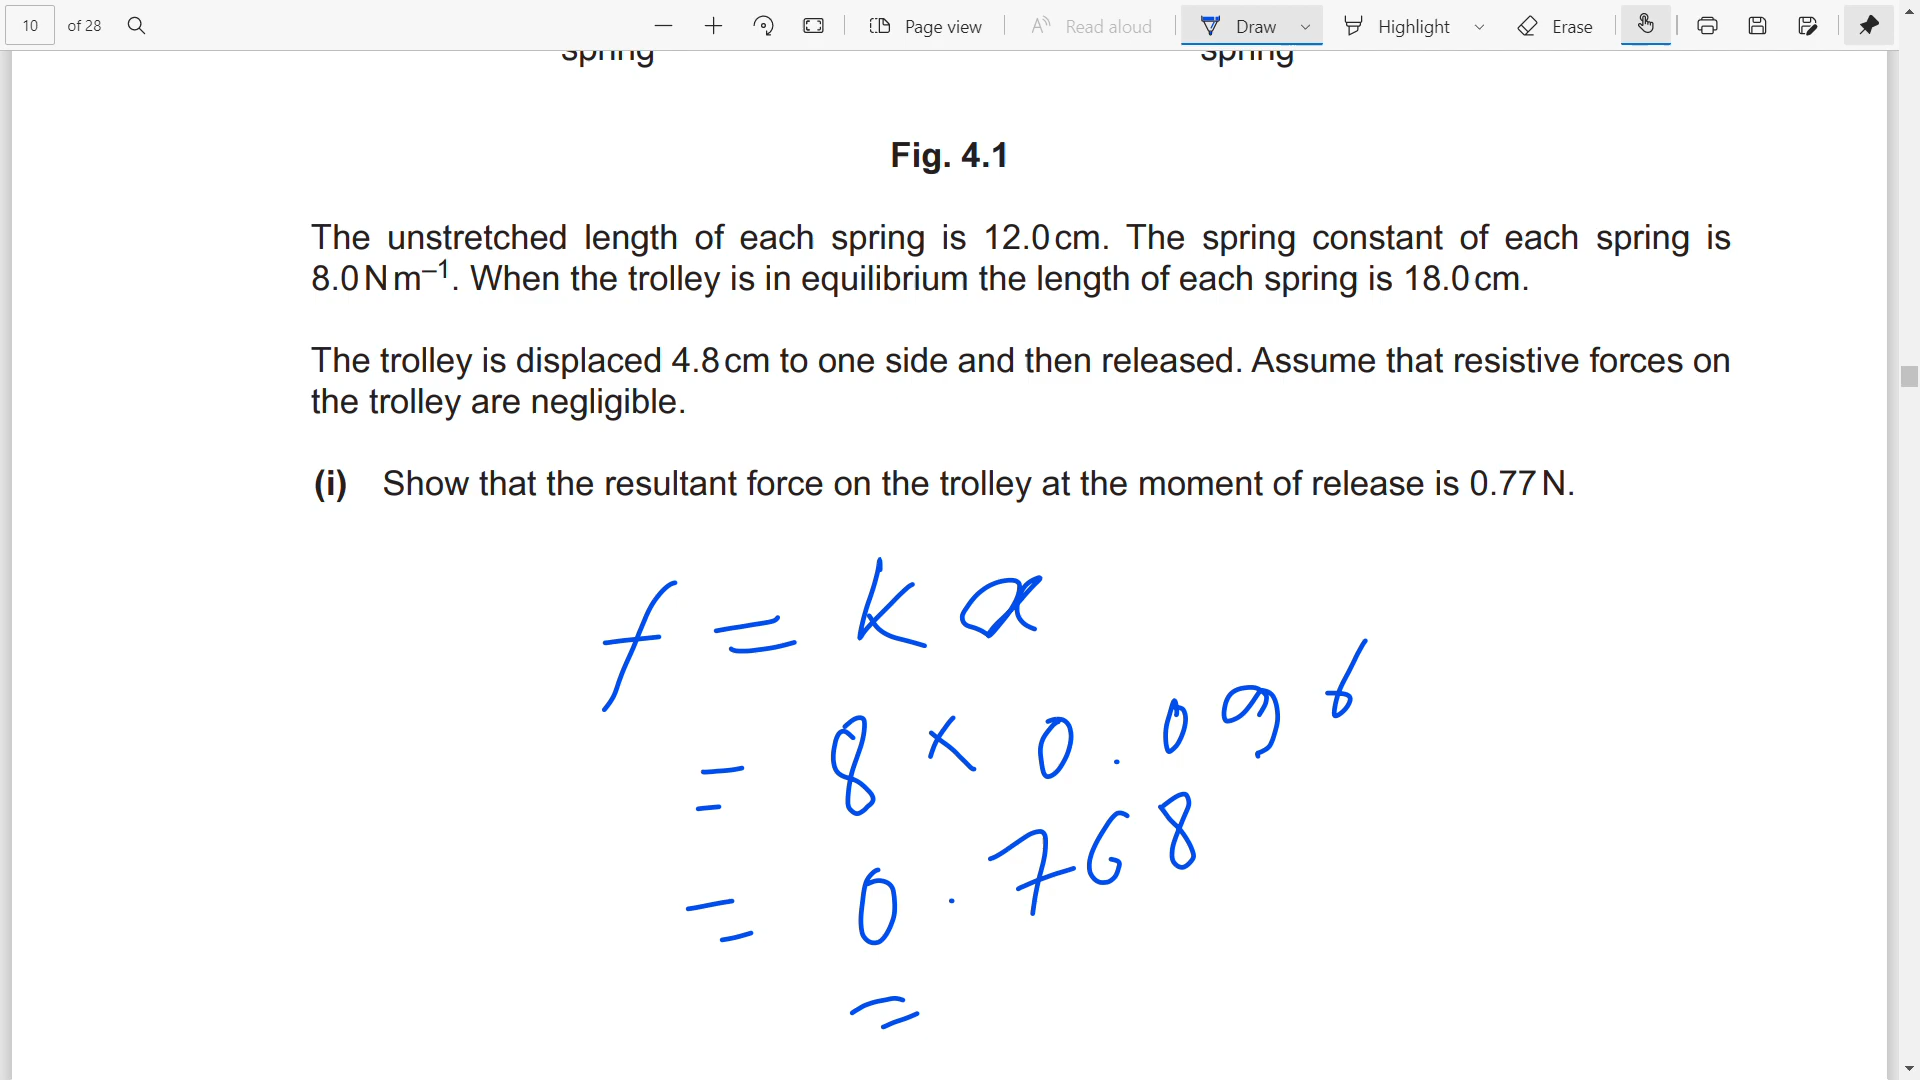 10 of 28 Page view Read aloud Draw Highlight Erase
spring spring
Fig. 4.1
The unstretched length of each spring is 12.0 cm. The spring constant of each spring is
8.0 N m⁻¹. When the trolley is in equilibrium the length of each spring is 18.0 cm.
The trolley is displaced 4.8 cm to one side and then released. Assume that resistive forces on
the trolley are negligible.
(i) Show that the resultant force on the trolley at the moment of release is 0.77 N.
f = k x
= 8 × 0.096
= 0.768
=